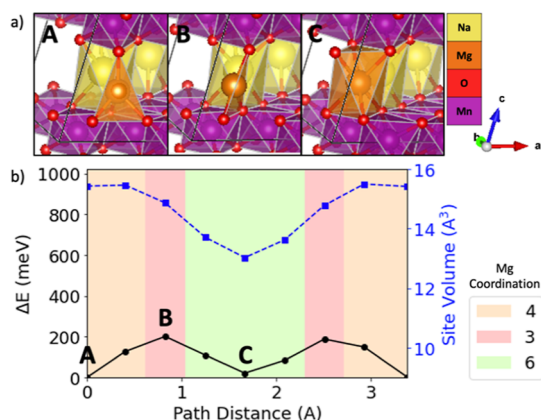 a)
A
B
C
Na
Mg
O
Mn
c
b
a
b)
1000
800
600
400
200
0
ΔE (meV)
A
B
C
16
14
12
10
Site Volume (A³)
0
1
2
3
Path Distance (A)
Mg
Coordination
4
3
6